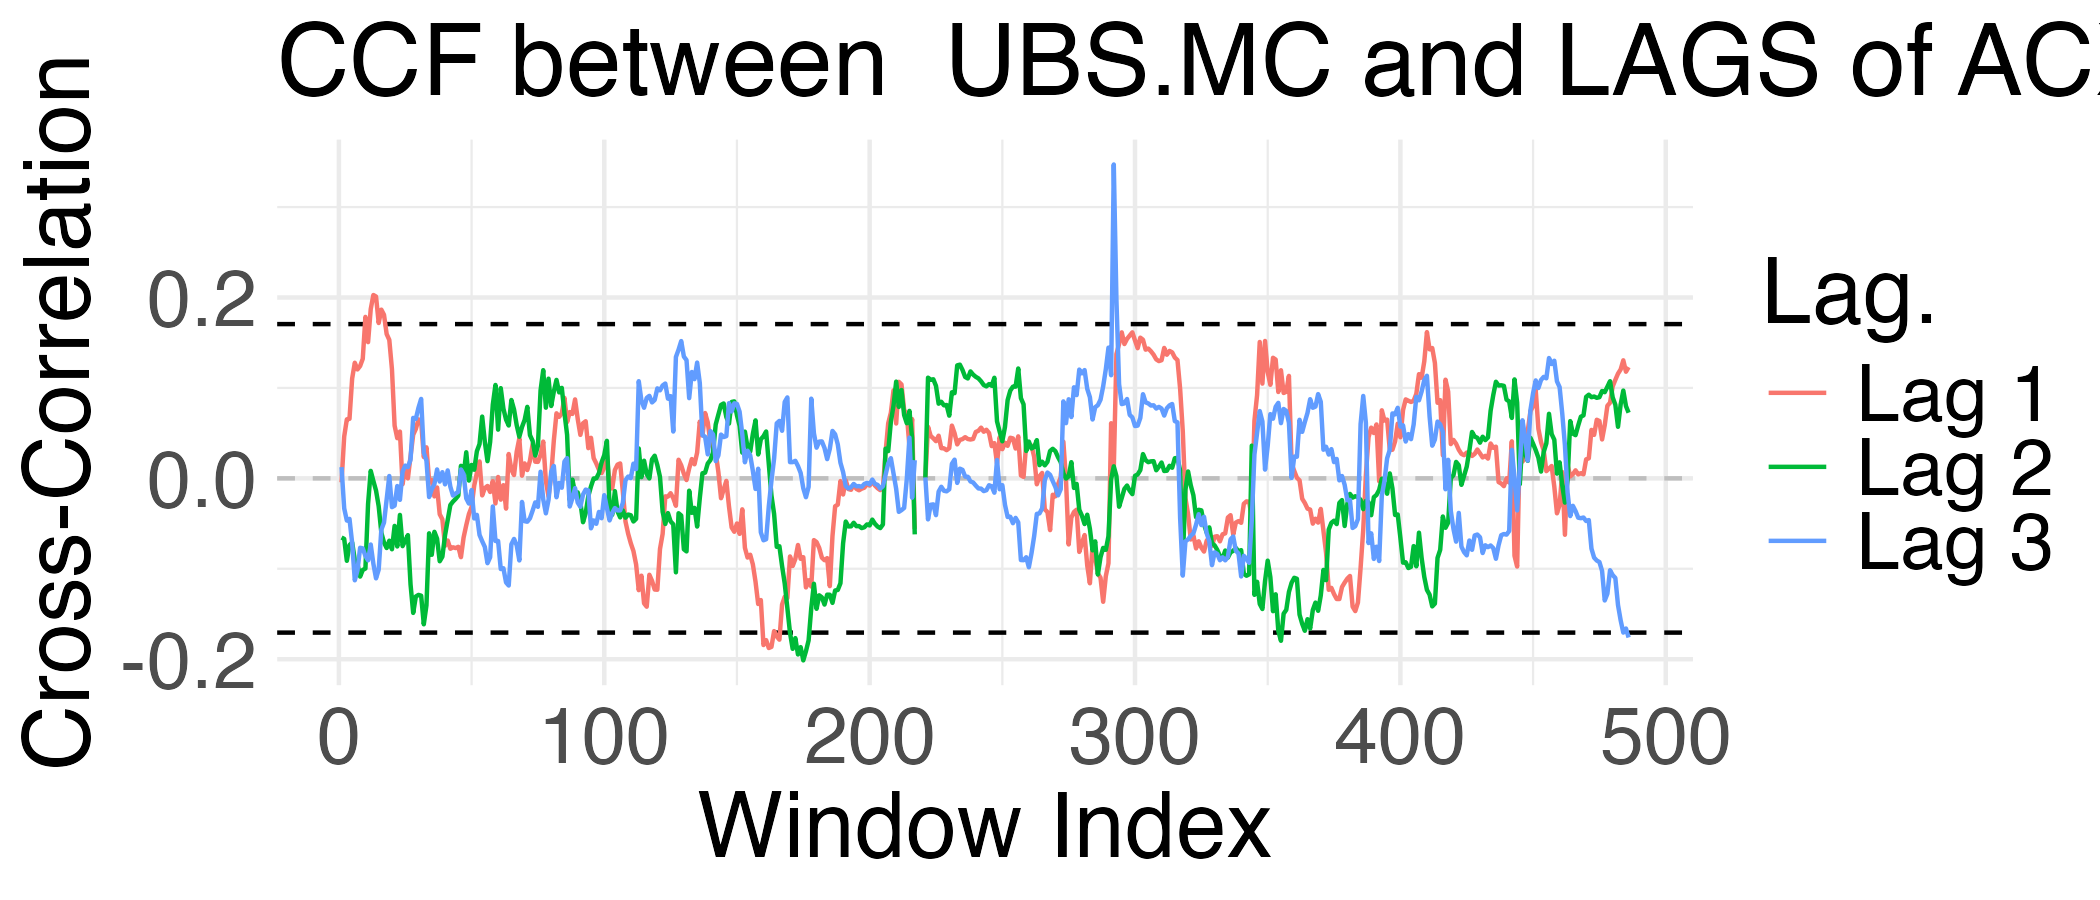 CCF between UBS.MC and LAGS of AC
Cross-Correlation
0.2
0.0
-0.2
0
100
200
300
400
500
Window Index
Lag.
Lag 1
Lag 2
Lag 3